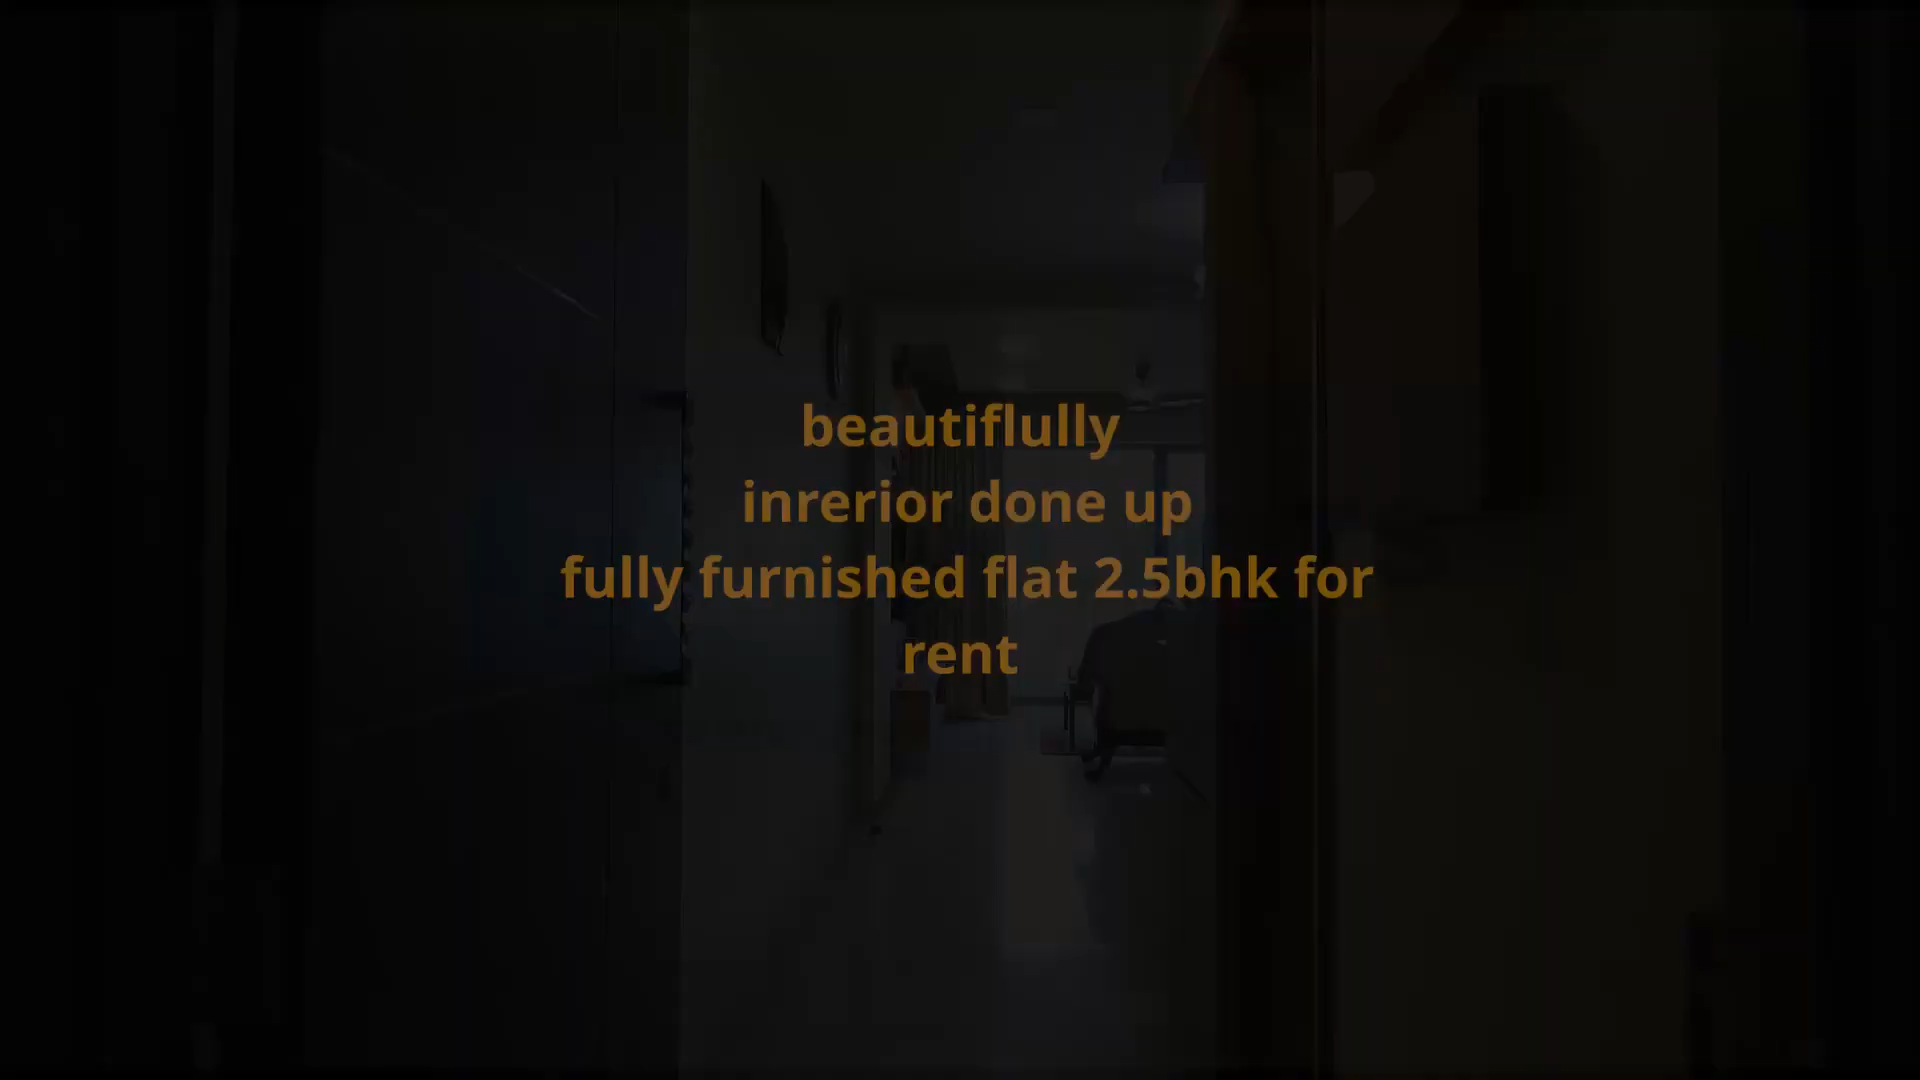 beautiflully
inrerior done up
fully furnished flat 2.5bhk for
rent